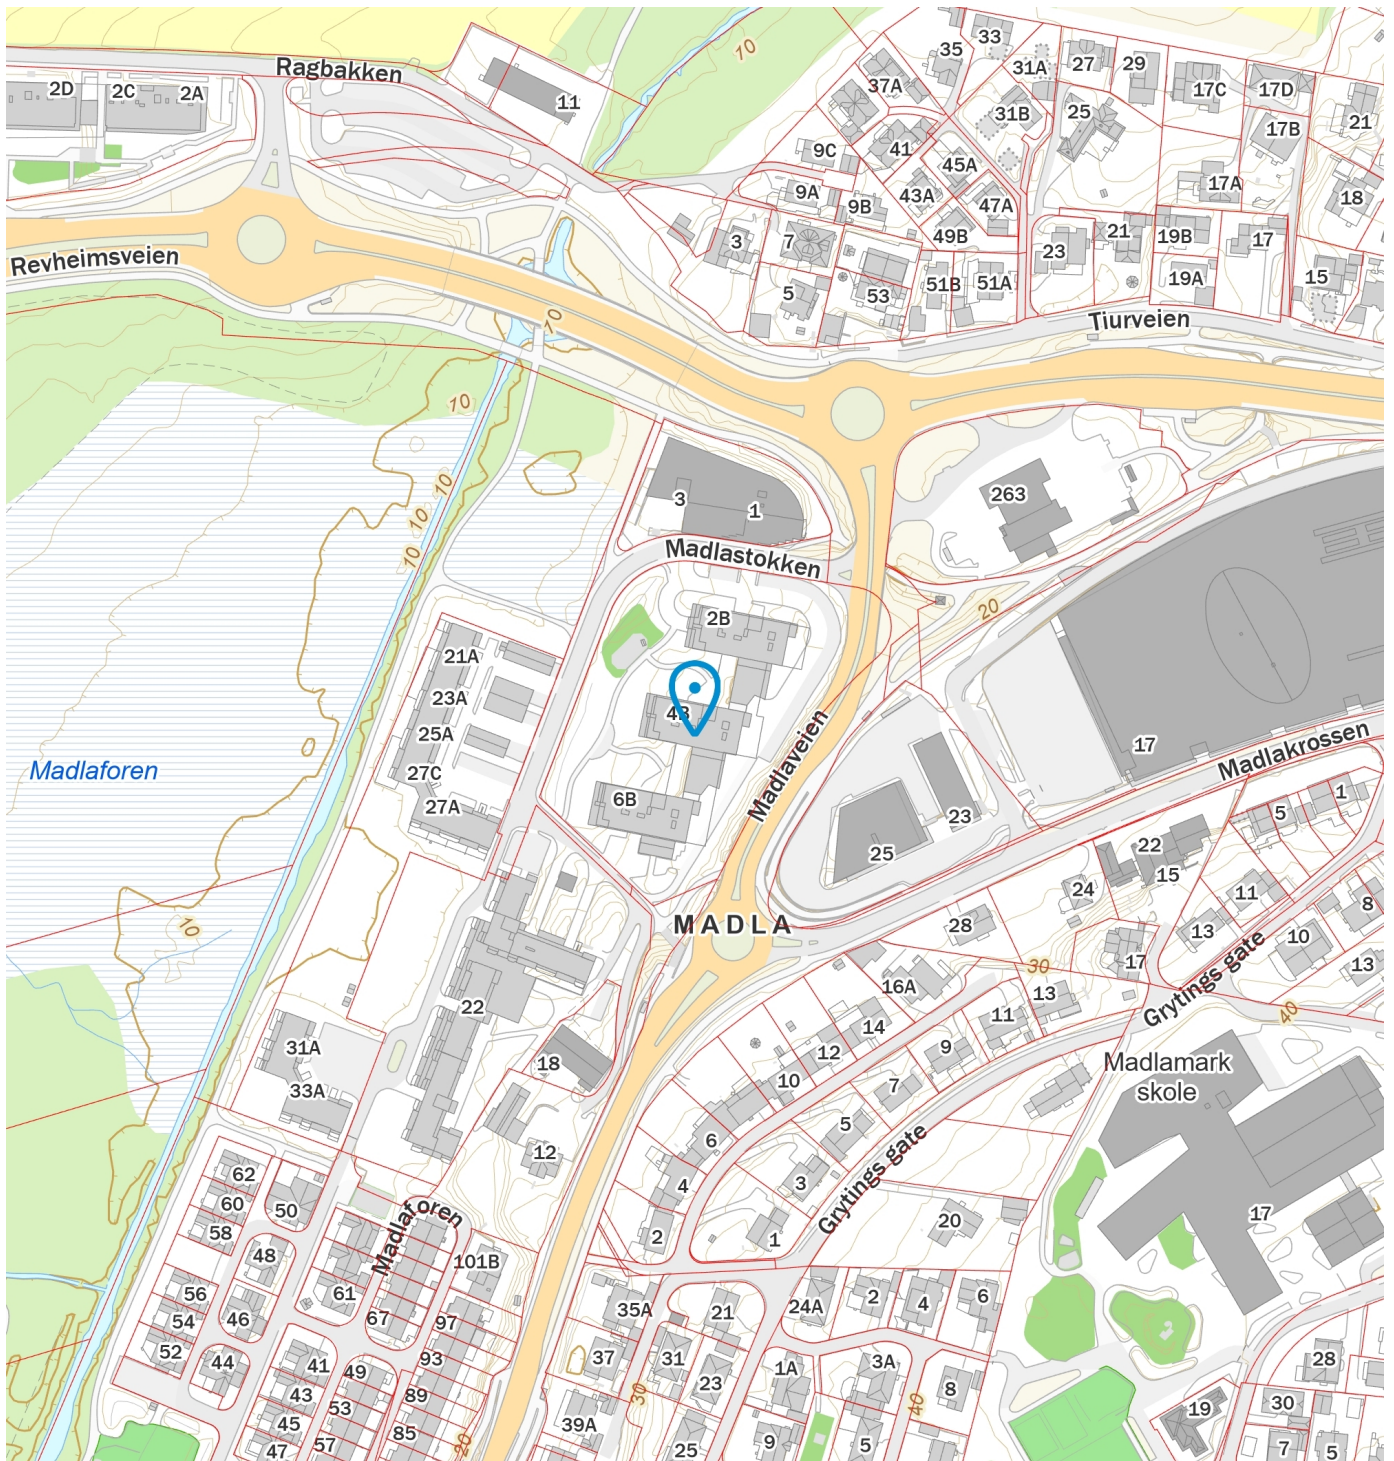 33
35
31A
27
29
10
Ragbakken
37A
17C
17D
2D
2C
2A
11
31B
25
21
17B
9C
41
45A
17A
9A
43A
18
9B
47A
3
7
49B
21
19B
17
23
Revheimsveien
51B
51A
19A
15
5
53
10
Tiurveien
10
10
263
3
1
10
Madlastokken
10
20
2B
21A
23A
4B
25A
Madlaveien
17
Madlakrossen
Madlaforen
27C
1
6B
27A
5
23
22
25
15
24
11
8
MADLA
28
10
13
10
30
17
13
Grytings gate
16A
13
22
11
14
40
31A
12
9
18
Madlamark
skole
10
7
33A
5
6
12
62
4
3
Grytings gate
60
50
17
Madlaforen
20
58
2
1
48
101B
56
61
35A
21
24A
2
4
6
54
46
67
97
52
37
31
1A
3A
28
44
41
49
93
23
8
43
89
30
40
30
53
39A
19
45
85
9
5
47
57
20
25
7
5